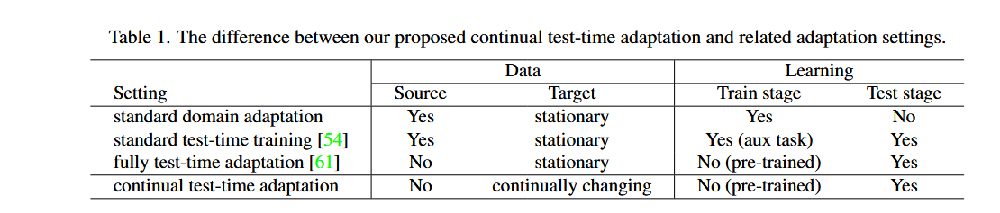 Table 1. The difference between our proposed continual test-time adaptation and related adaptation settings.
Data Learning
Setting Source Target Train stage Test stage
standard domain adaptation Yes stationary Yes No
standard test-time training [54] Yes stationary Yes (aux task) Yes
fully test-time adaptation [61] No stationary No (pre-trained) Yes
continual test-time adaptation No continually changing No (pre-trained) Yes